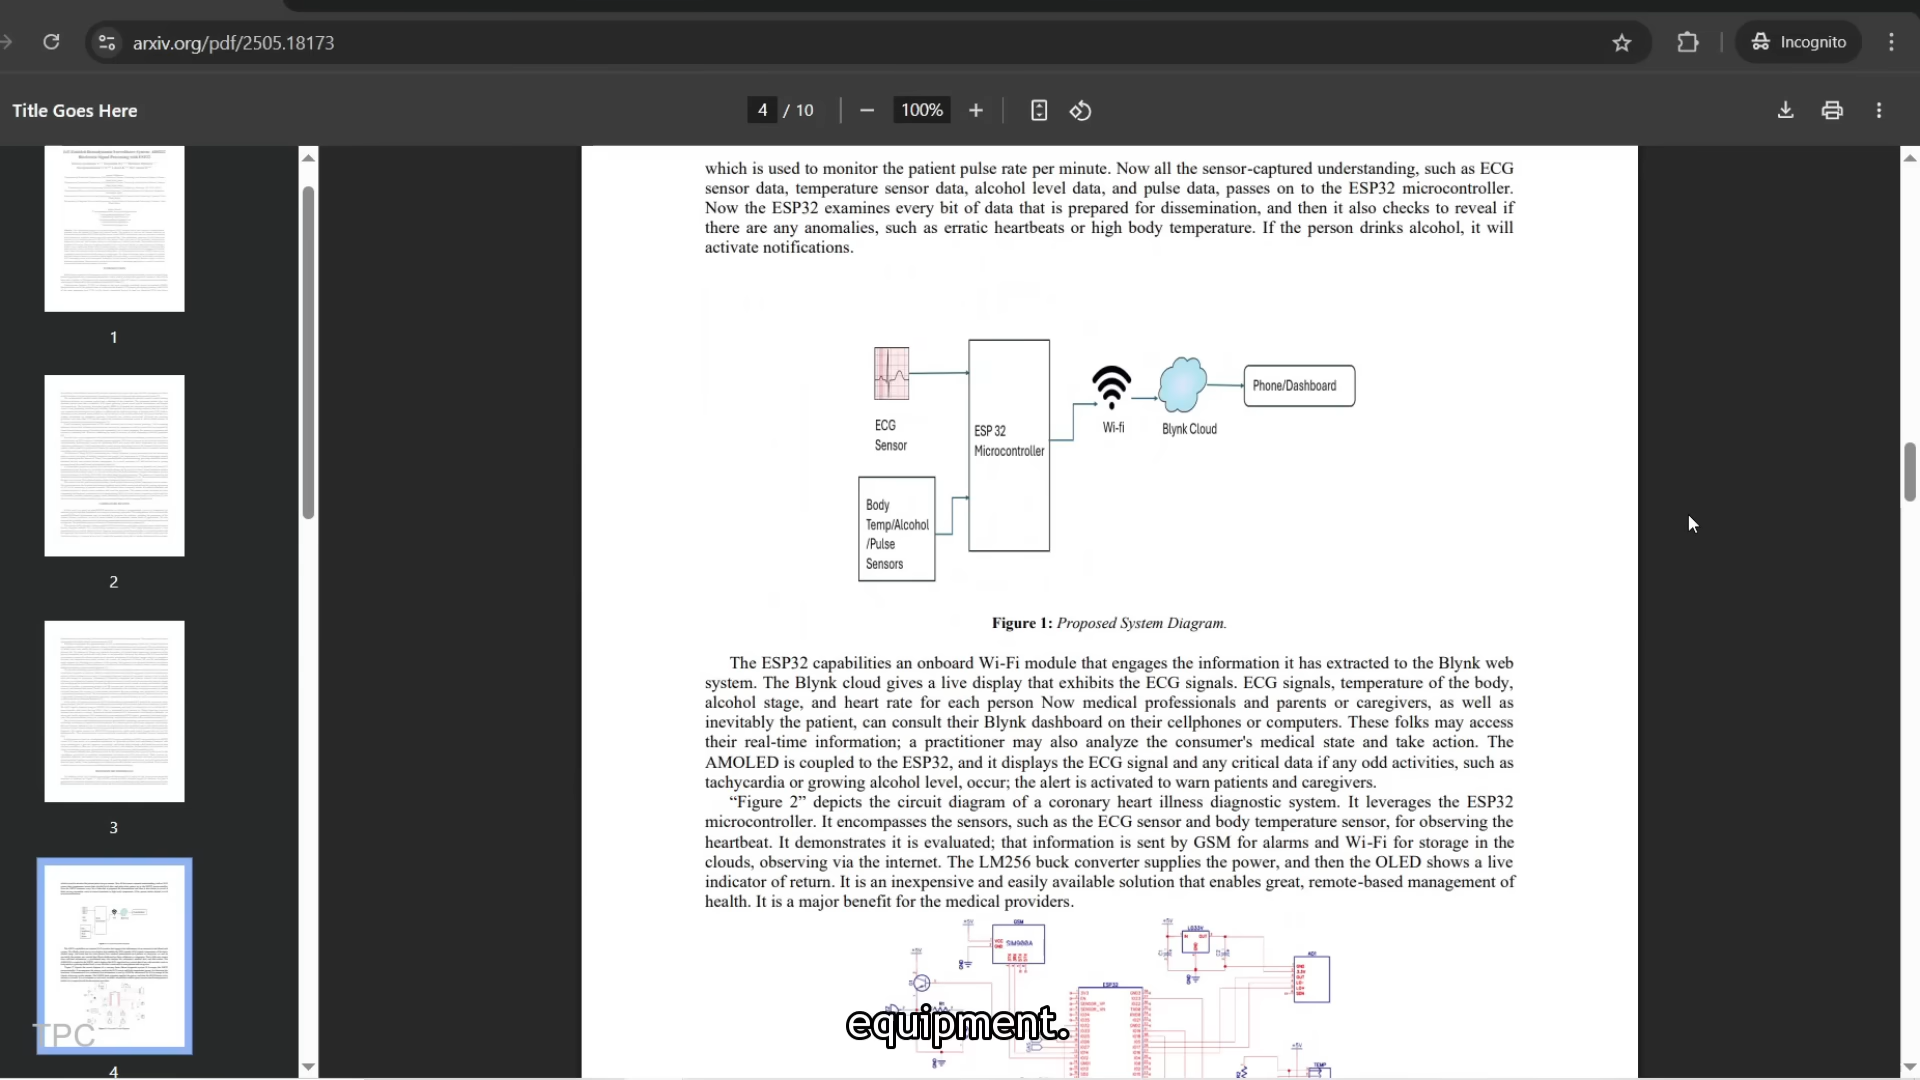 arxiv.org/pdf/2505.18173
Incognito
Title Goes Here
4 / 10
100%
1
2
3
4
TPC
which is used to monitor the patient pulse rate per minute. Now all the sensor-captured understanding, such as ECG
sensor data, temperature sensor data, alcohol level data, and pulse data, passes on to the ESP32 microcontroller.
Now the ESP32 examines every bit of data that is prepared for dissemination, and then it also checks to reveal if
there are any anomalies, such as erratic heartbeats or high body temperature. If the person drinks alcohol, it will
activate notifications.
ECG
Sensor
Body
Temp/Alcohol
/Pulse
Sensors
ESP 32
Microcontroller
Wi-fi
Blynk Cloud
Phone/Dashboard
Figure 1: Proposed System Diagram.
The ESP32 capabilities an onboard Wi-Fi module that engages the information it has extracted to the Blynk web
system. The Blynk cloud gives a live display that exhibits the ECG signals. ECG signals, temperature of the body,
alcohol stage, and heart rate for each person Now medical professionals and parents or caregivers, as well as
inevitably the patient, can consult their Blynk dashboard on their cellphones or computers. These folks may access
their real-time information; a practitioner may also analyze the consumer's medical state and take action. The
AMOLED is coupled to the ESP32, and it displays the ECG signal and any critical data if any odd activities, such as
tachycardia or growing alcohol level, occur; the alert is activated to warn patients and caregivers.
“Figure 2” depicts the circuit diagram of a coronary heart illness diagnostic system. It leverages the ESP32
microcontroller. It encompasses the sensors, such as the ECG sensor and body temperature sensor, for observing the
heartbeat. It demonstrates it is evaluated; that information is sent by GSM for alarms and Wi-Fi for storage in the
clouds, observing via the internet. The LM256 buck converter supplies the power, and then the OLED shows a live
indicator of return. It is an inexpensive and easily available solution that enables great, remote-based management of
health. It is a major benefit for the medical providers.
GSM
SIM900A
ESP32
TEMP
equipment.